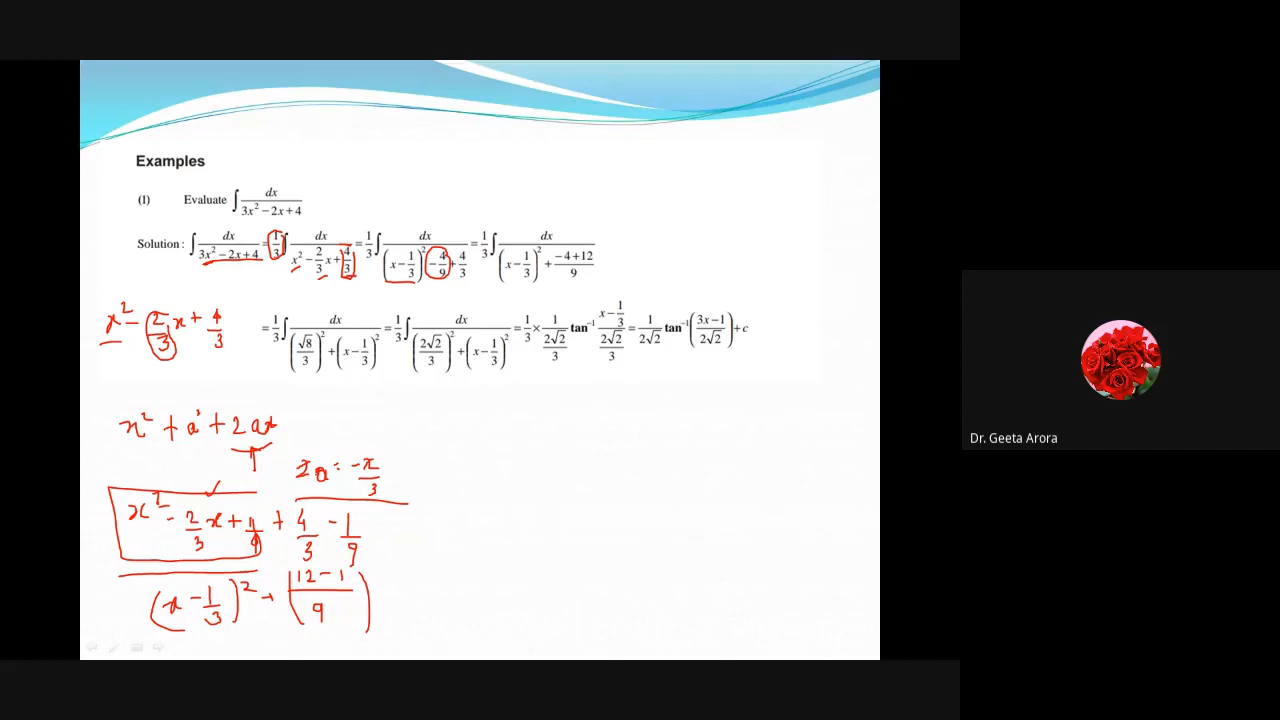 Examples
(1) Evaluate ∫ dx / (3x² − 2x + 4)
Solution : ∫ dx / (3x² − 2x + 4) = 1/3 ∫ dx / (x² − 2/3 x + 4/3) = 1/3 ∫ dx / ((x − 1/3)² − 4/9 + 4/3) = 1/3 ∫ dx / ((x − 1/3)² + (−4+12)/9)
= 1/3 ∫ dx / ((√8/3)² + (x − 1/3)²) = 1/3 ∫ dx / ((2√2/3)² + (x − 1/3)²) = 1/3 × 1/(2√2/3) tan⁻¹ (x − 1/3)/(2√2/3) = 1/(2√2) tan⁻¹ ((3x−1)/(2√2)) + c
x² − 2/3 x + 4/3
x² + a² + 2ax
2a = −2/3
x² − 2/3 x + 1/9 + 4/3 − 1/9
(x − 1/3)² + (12 − 1)/9
Dr. Geeta Arora